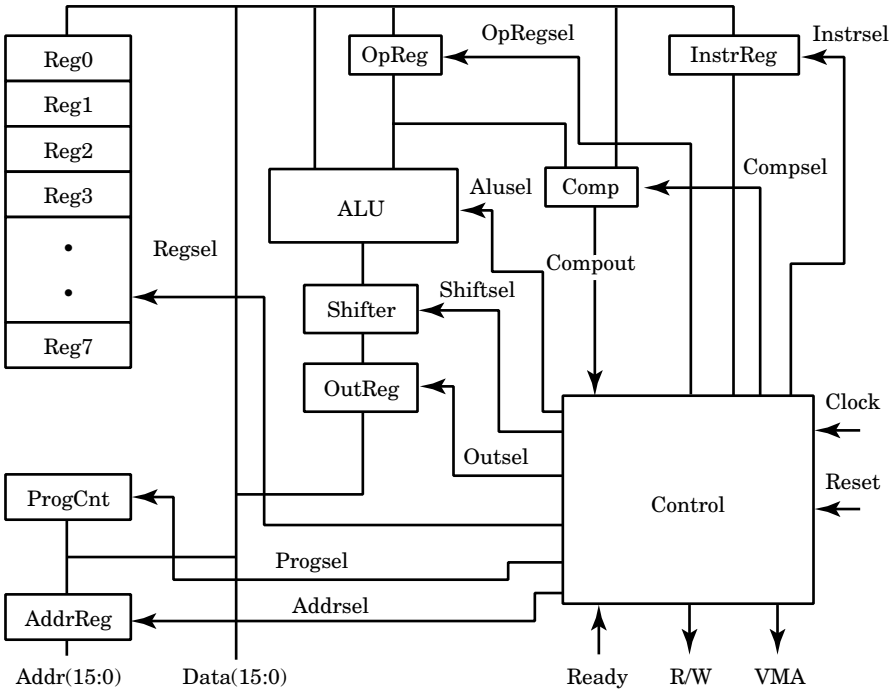 OpRegsel
Instrsel
Reg0
OpReg
InstrReg
Reg1
Reg2
Compsel
Reg3
ALU
Alusel
Comp
Regsel
Compout
Shiftsel
Shifter
Reg7
OutReg
Clock
Outsel
Reset
ProgCnt
Control
Progsel
Addrsel
AddrReg
Addr(15:0)
Data(15:0)
Ready
R/W
VMA